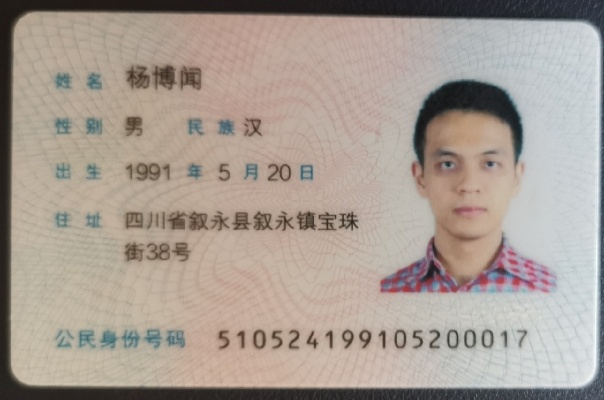 姓名 杨博闻
性别 男 民族 汉
出生 1991 年 5 月 20 日
住址 四川省叙永县叙永镇宝珠
街38号
公民身份号码 510524199105200017